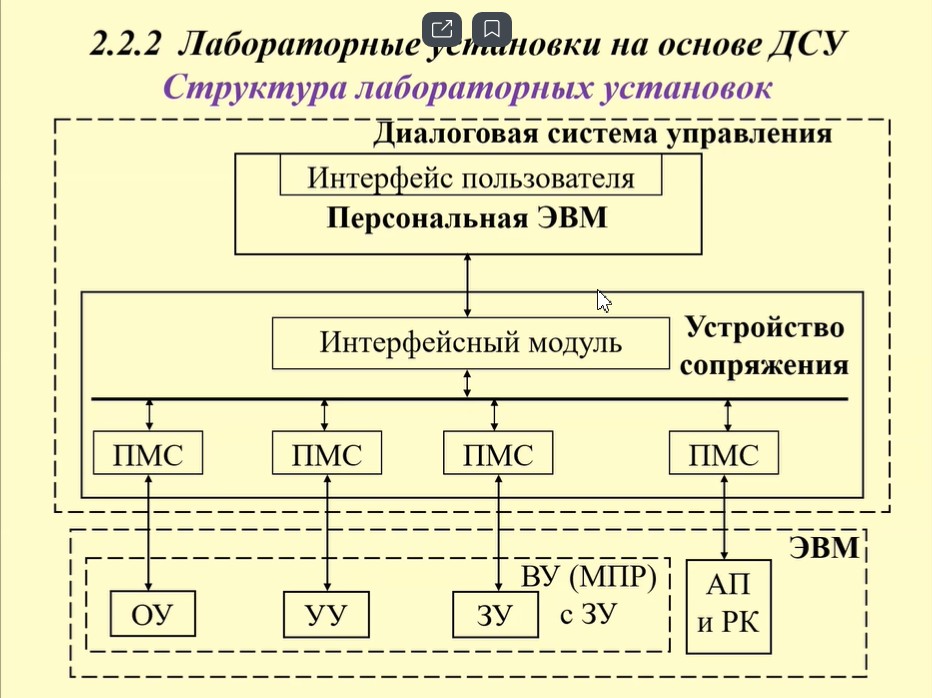 2.2.2 Лабораторные установки на основе ДСУ
Структура лабораторных установок
Диалоговая система управления
Интерфейс пользователя
Персональная ЭВМ
Интерфейсный модуль
Устройство
сопряжения
ПМС
ПМС
ПМС
ПМС
ЭВМ
ВУ (МПР)
с ЗУ
ОУ
УУ
ЗУ
АП
и РК